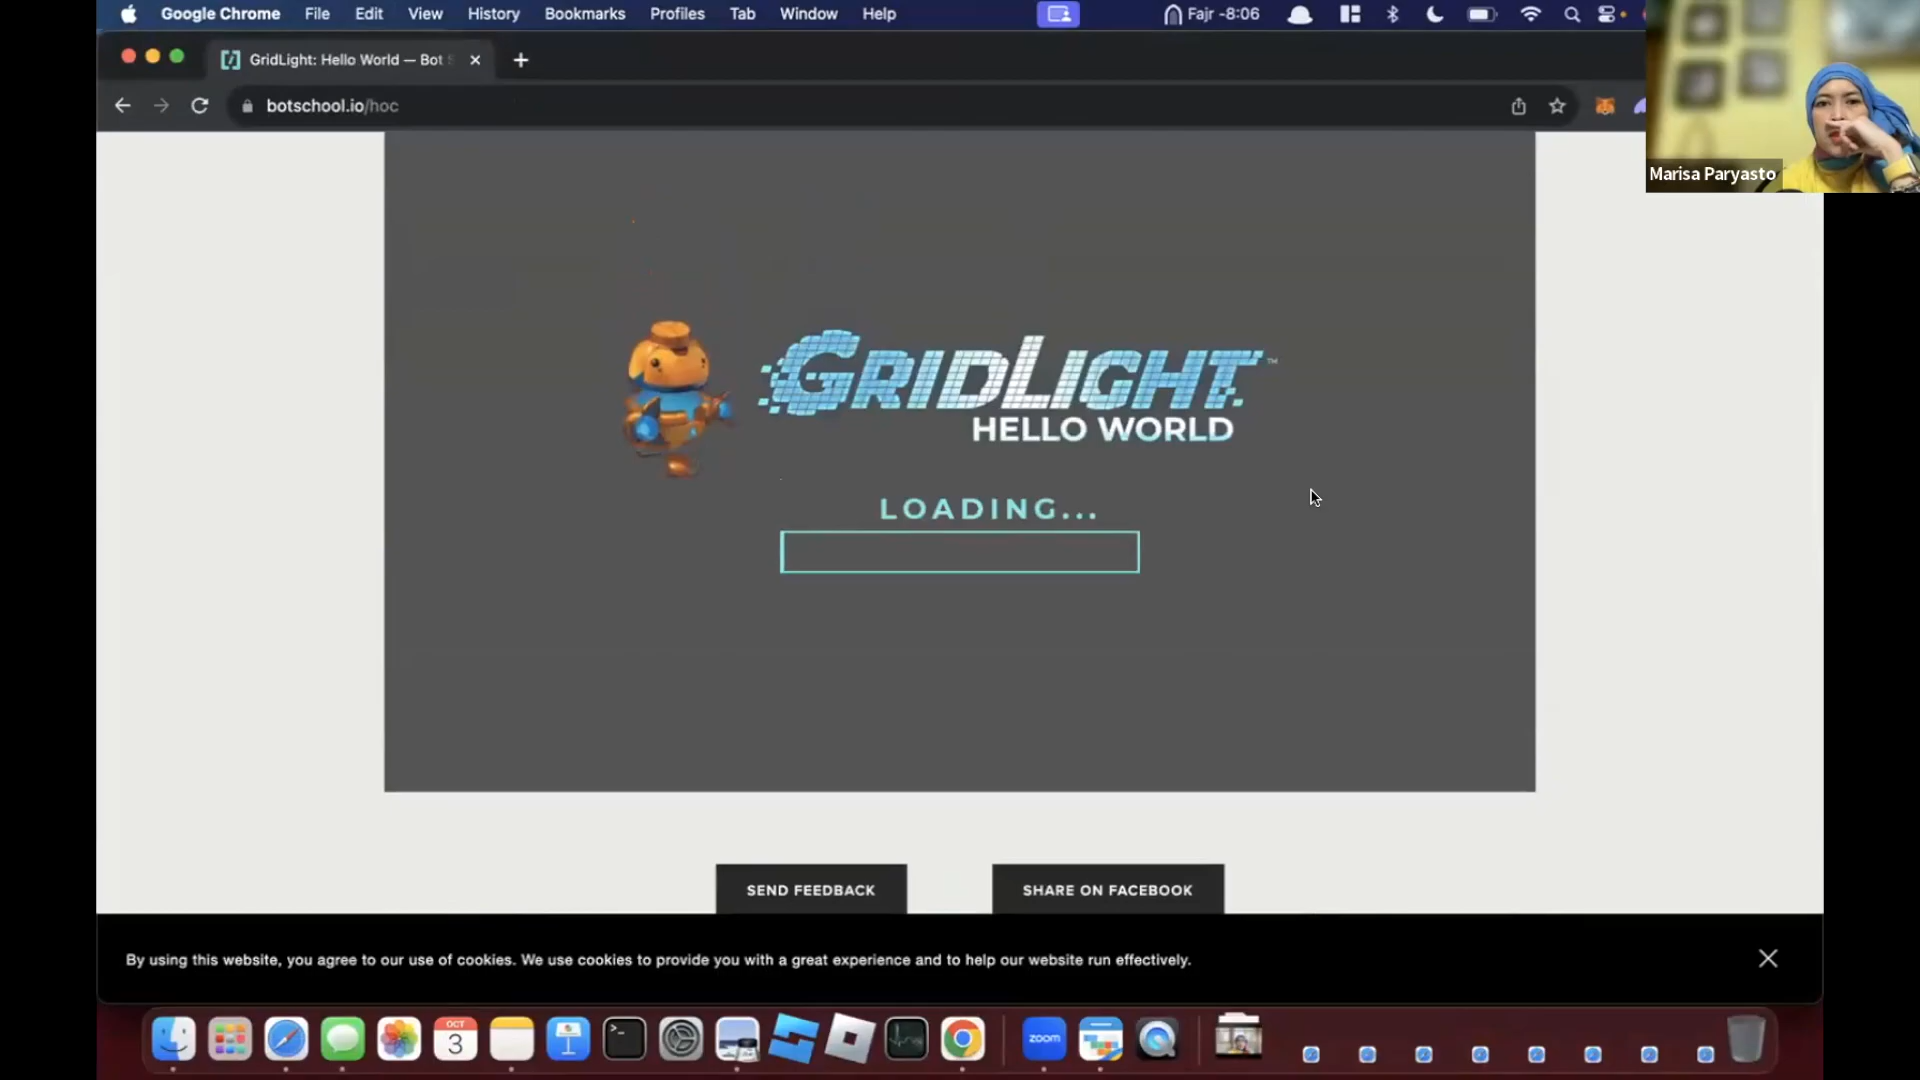 Google Chrome File Edit View History Bookmarks Profiles Tab Window Help Fajr -8:06
GridLight: Hello World — Bot S
botschool.io/hoc
Marisa Paryasto
GRIDLIGHT™
HELLO WORLD
LOADING...
SEND FEEDBACK SHARE ON FACEBOOK
By using this website, you agree to our use of cookies. We use cookies to provide you with a great experience and to help our website run effectively.
OCT
3
zoom